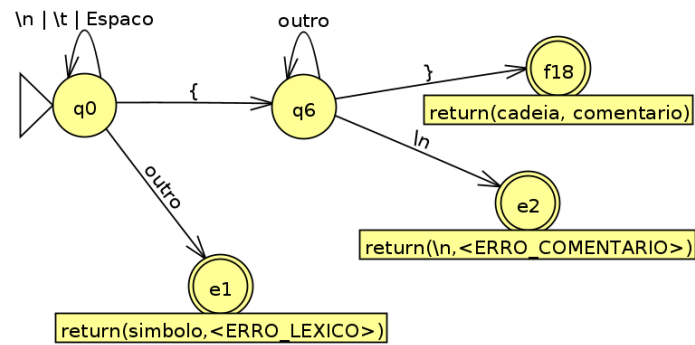 \n | \t | Espaco
outro
q0
{
q6
}
f18
return(cadeia, comentario)
\n
outro
e2
return(\n,<ERRO_COMENTARIO>)
e1
return(simbolo,<ERRO_LEXICO>)